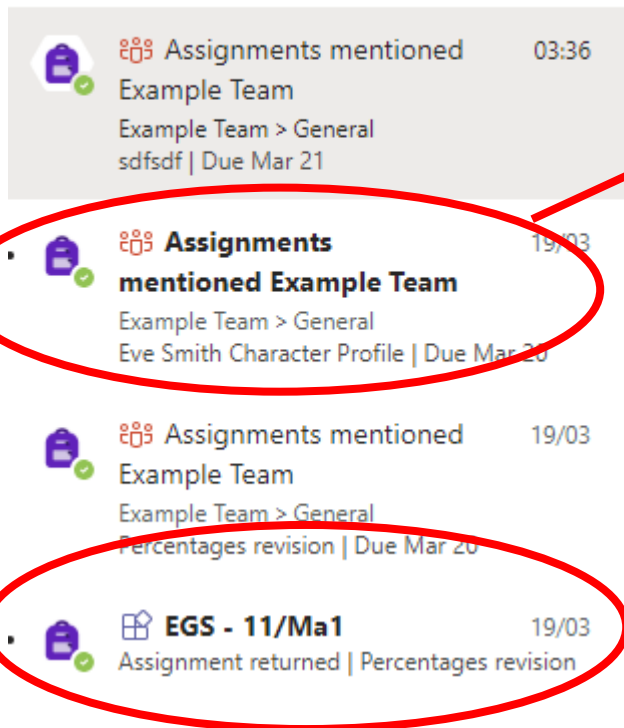 Assignments mentioned 03:36
Example Team
Example Team > General
sdfsdf | Due Mar 21
Assignments 19/03
mentioned Example Team
Example Team > General
Eve Smith Character Profile | Due Mar 20
Assignments mentioned 19/03
Example Team
Example Team > General
Percentages revision | Due Mar 20
EGS - 11/Ma1 19/03
Assignment returned | Percentages revision